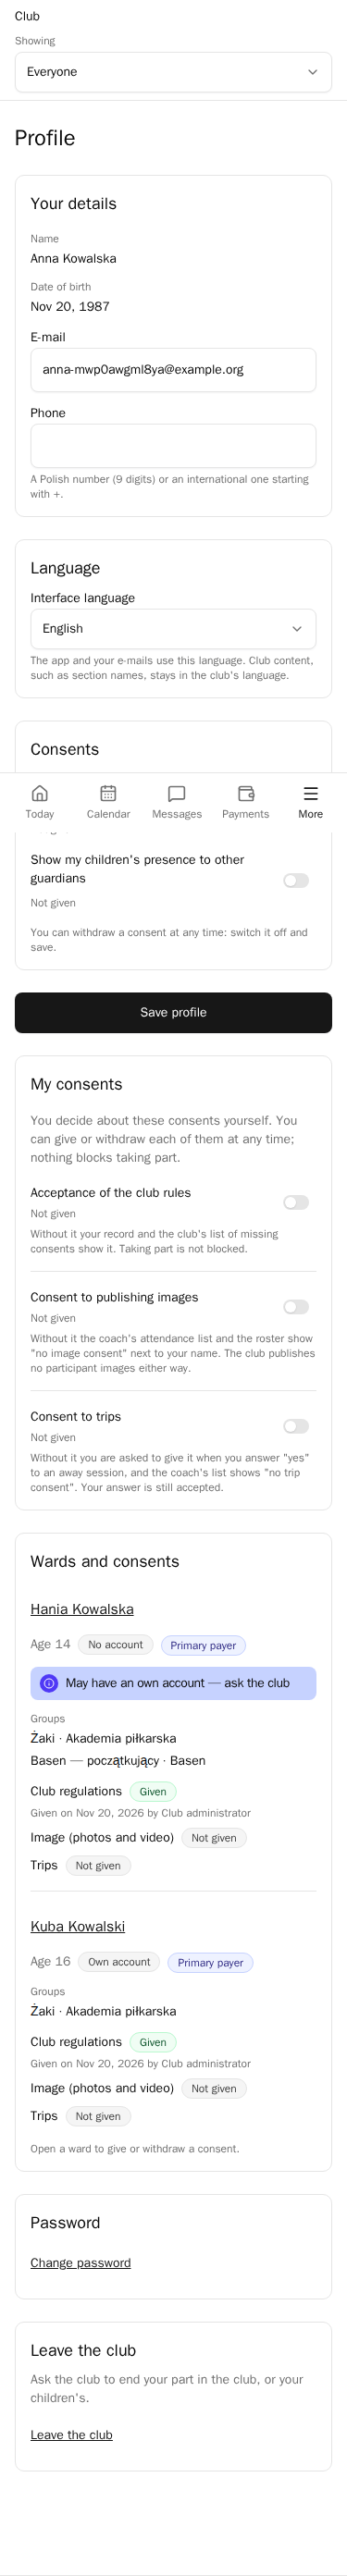 Club
Showing
Everyone
Profile
Your details
Name
Anna Kowalska
Date of birth
Nov 20, 1987
E-mail
anna-mwp0awgml8ya@example.org
Phone
A Polish number (9 digits) or an international one starting
with +.
Language
Interface language
English
The app and your e-mails use this language. Club content,
such as section names, stays in the club's language.
Consents
Today
Calendar
Messages
Payments
More
Show my children's presence to other
guardians
Not given
You can withdraw a consent at any time: switch it off and
save.
Save profile
My consents
You decide about these consents yourself. You
can give or withdraw each of them at any time;
nothing blocks taking part.
Acceptance of the club rules
Not given
Without it your record and the club's list of missing
consents show it. Taking part is not blocked.
Consent to publishing images
Not given
Without it the coach's attendance list and the roster show
"no image consent" next to your name. The club publishes
no participant images either way.
Consent to trips
Not given
Without it you are asked to give it when you answer "yes"
to an away session, and the coach's list shows "no trip
consent". Your answer is still accepted.
Wards and consents
Hania Kowalska
Age 14 No account Primary payer
May have an own account — ask the club
Groups
Żaki · Akademia piłkarska
Basen — początkujący · Basen
Club regulations Given
Given on Nov 20, 2026 by Club administrator
Image (photos and video) Not given
Trips Not given
Kuba Kowalski
Age 16 Own account Primary payer
Groups
Żaki · Akademia piłkarska
Club regulations Given
Given on Nov 20, 2026 by Club administrator
Image (photos and video) Not given
Trips Not given
Open a ward to give or withdraw a consent.
Password
Change password
Leave the club
Ask the club to end your part in the club, or your
children's.
Leave the club